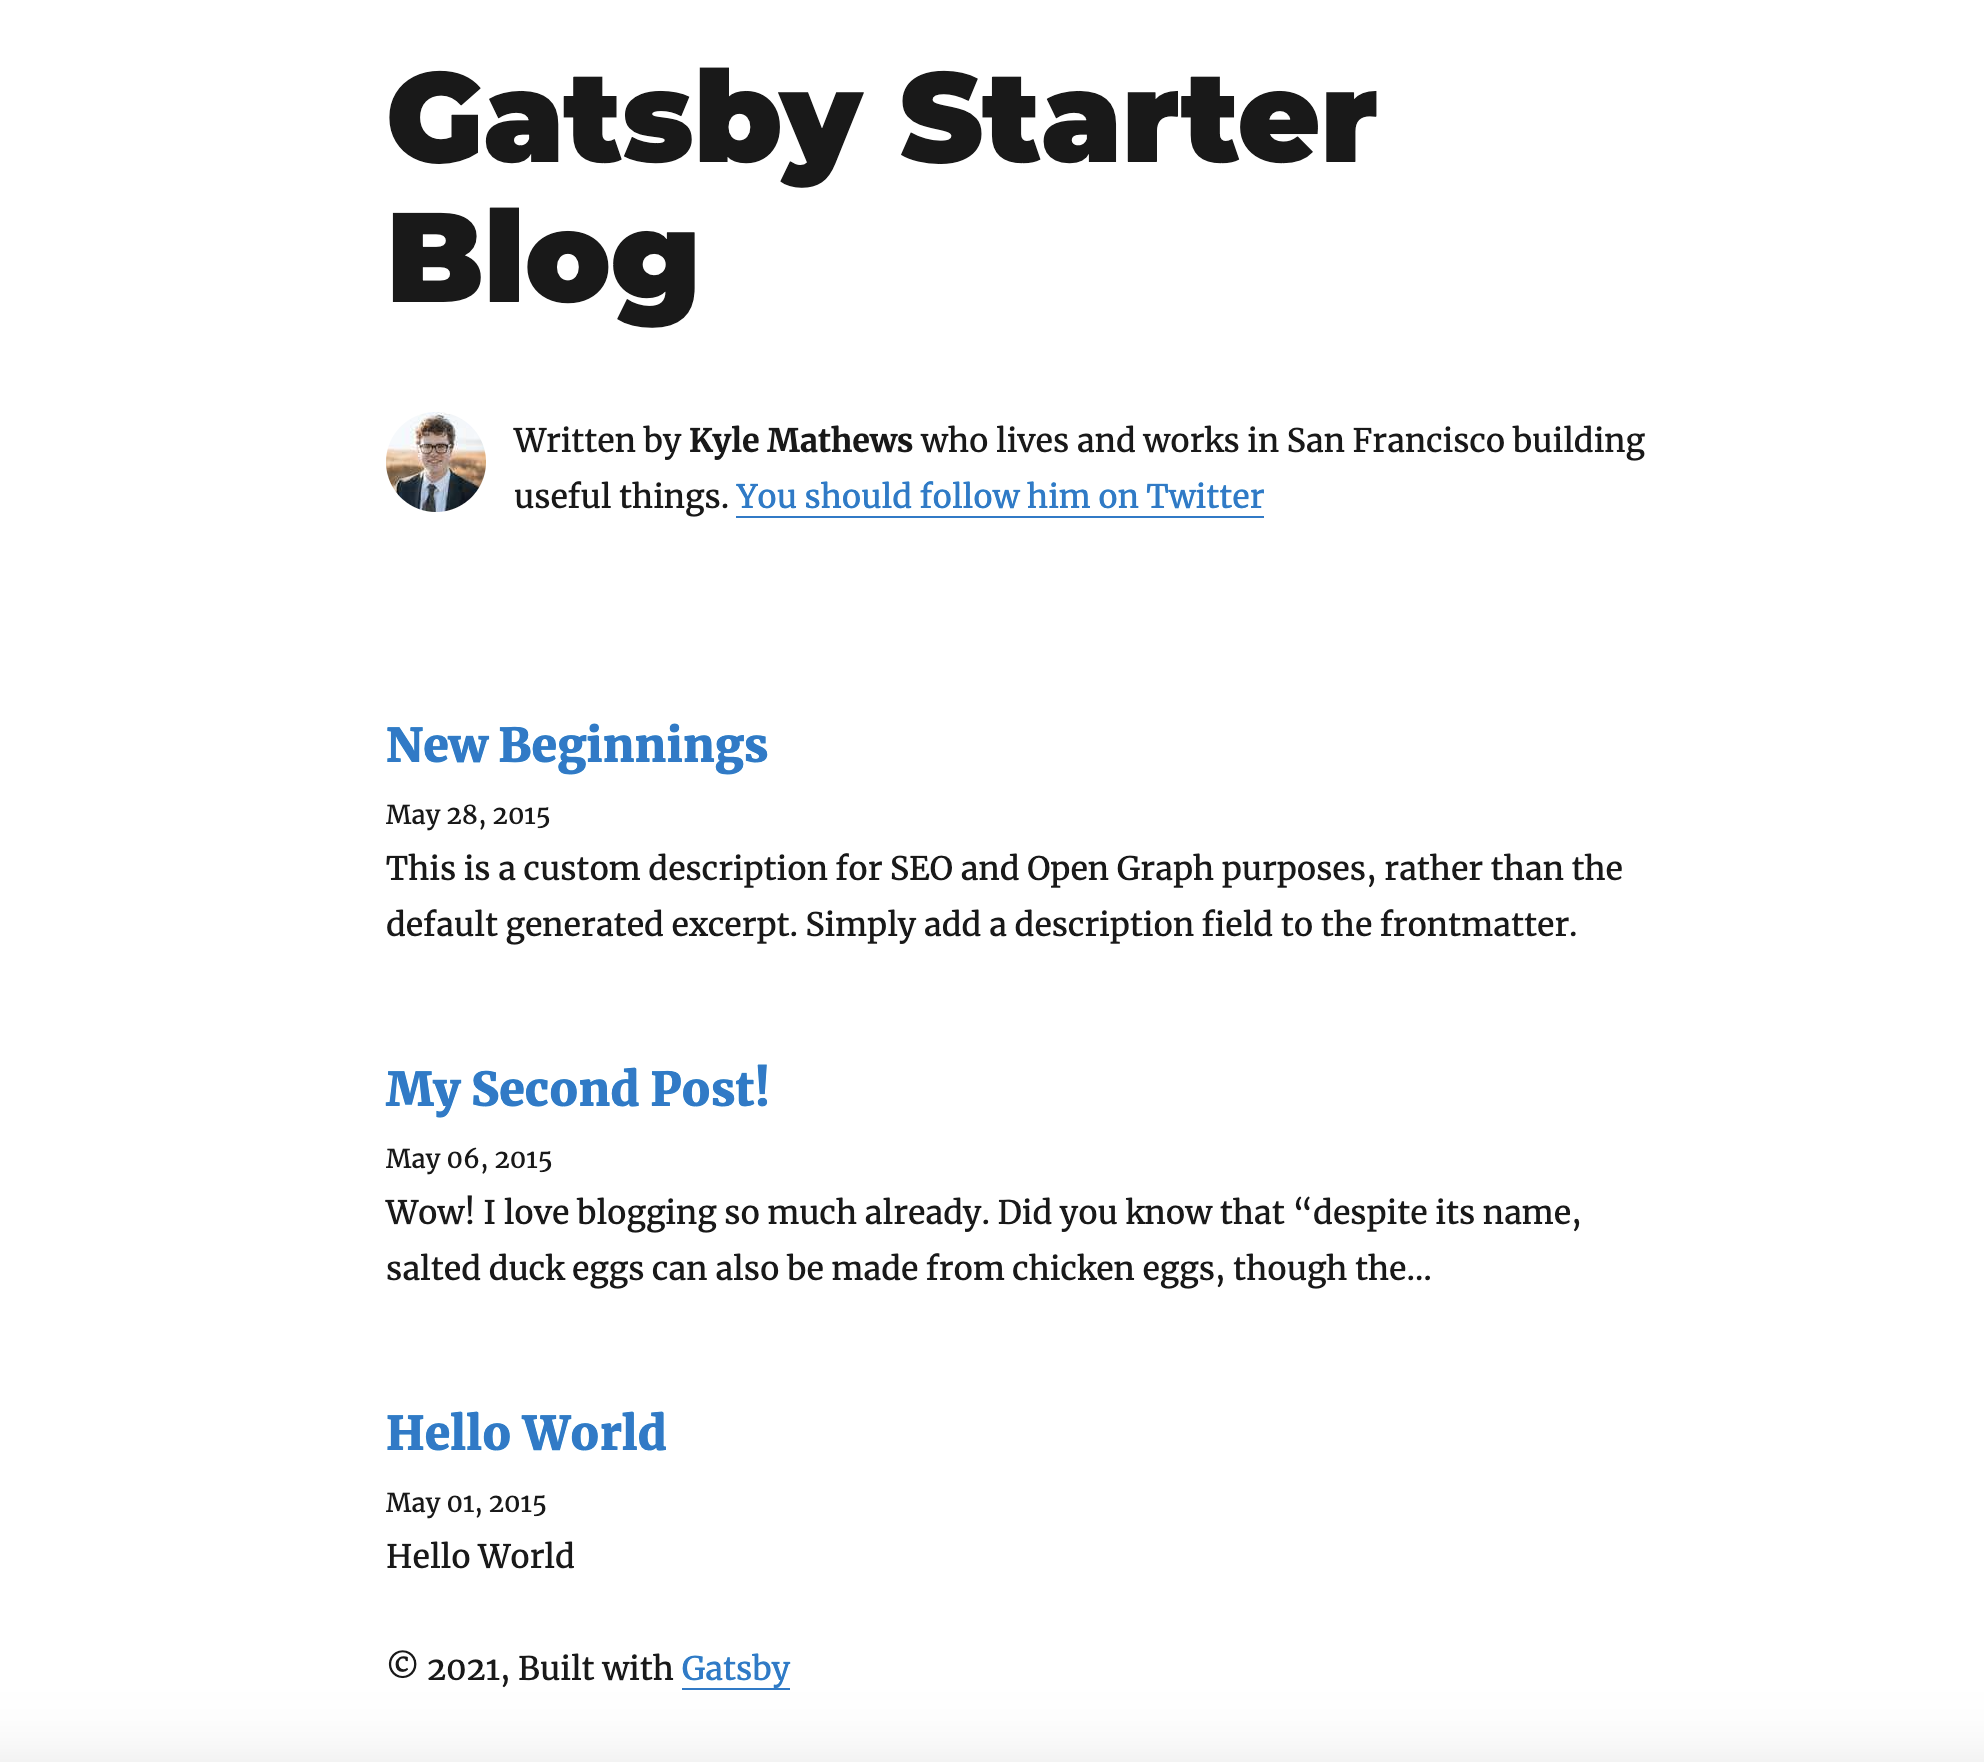 Gatsby Starter
Blog
Written by Kyle Mathews who lives and works in San Francisco building
useful things. You should follow him on Twitter
New Beginnings
May 28, 2015
This is a custom description for SEO and Open Graph purposes, rather than the
default generated excerpt. Simply add a description field to the frontmatter.
My Second Post!
May 06, 2015
Wow! I love blogging so much already. Did you know that “despite its name,
salted duck eggs can also be made from chicken eggs, though the…
Hello World
May 01, 2015
Hello World
© 2021, Built with Gatsby